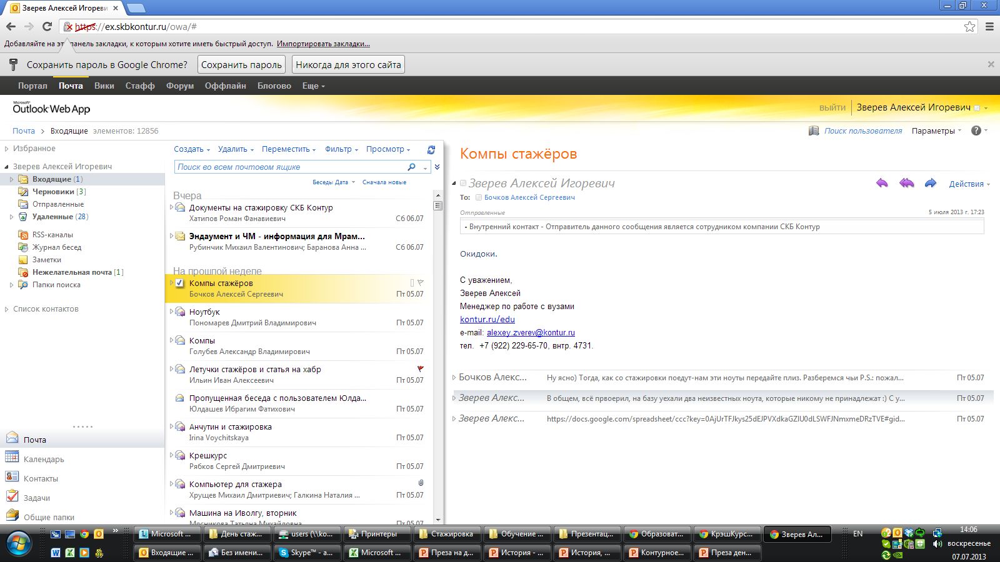 Зверев Алексей Игореви
https://ex.skbkontur.ru/owa/#
Добавляйте на эт панель закладки, к которым хотите иметь быстрый доступ. Импортировать закладки...
Сохранить пароль в Google Chrome? Сохранить пароль Никогда для этого сайта
Портал Почта Вики Стафф Форум Оффлайн Блогово Еще
Microsoft
Outlook Web App
выйти Зверев Алексей Игоревич
Почта > Входящие элементов: 12856
Поиск пользователя Параметры
Избранное
Зверев Алексей Игоревич
Входящие (1)
Черновики [3]
Отправленные
Удаленные (28)
RSS-каналы
Журнал бесед
Заметки
Нежелательная почта [1]
Папки поиска
Список контактов
Почта
Календарь
Контакты
Задачи
Общие папки
Создать Удалить Переместить Фильтр Просмотр
Поиск во всем почтовом ящике
Беседы Дата Сначала новые
Вчера
Документы на стажировку СКБ Контур
Хатипов Роман Фанавиевич Сб 06.07
Эндаумент и ЧМ - информация для Мрам...
Рубинчик Михаил Валентинович; Баранова Анна ... Сб 06.07
На прошлой неделе
Компы стажёров
Бочков Алексей Сергеевич Пт 05.07
Ноутбук
Пономарев Дмитрий Владимирович Пт 05.07
Компы
Голубев Александр Владимирович Пт 05.07
Летучки стажёров и статья на хабр
Ильин Иван Алексеевич Пт 05.07
Пропущенная беседа с пользователем Юлда...
Юлдашев Ибрагим Фатихович Пт 05.07
Анчутин и стажировка
Irina Voychitskaya Пт 05.07
Крешкурс
Рябков Сергей Дмитриевич Пт 05.07
Компьютер для стажера
Хрущев Михаил Дмитриевич; Галкина Наталия ... Пт 05.07
Машина на Иволгу, вторник
Мясникова Татьяна Михайловна Пт 05.07
Компы стажёров
Зверев Алексей Игоревич
Действия
To: Бочков Алексей Сергеевич
Отправленные 5 июля 2013 г. 17:23
- Внутренний контакт - Отправитель данного сообщения является сотрудником компании СКБ Контур
Окидоки.
С уважением,
Зверев Алексей
Менеджер по работе с вузами
kontur.ru/edu
e-mail: alexey.zverev@kontur.ru
тел. +7 (922) 229-65-70, внтр. 4731.
Бочков Алекс... Ну ясно) Тогда, как со стажировки поедут-нам эти ноуты передайте плиз. Разберемся чьи P.S.: пожал... Пт 05.07
Зверев Алекс... В общем, всё првоерил, на базу уехали два неизвестных ноута, которые никому не принадлежат :) С у... Пт 05.07
Зверев Алекс... https://docs.google.com/spreadsheet/ccc?key=0AjUrTFJkys25dEJPVXdkaGZIU0dLSWFJNmxmeDRzTVE#gid... Пт 05.07
Microsoft ... День стаж... users (\\ko... Принтеры Стажировка Обучение ... Презентац... Образоват... КрэшКурс... Зверев Ал...
Входящие ... Без имени... Skype™ - a... Microsoft ... Преза на д... История - ... История, ... Контурное... Преза ден...
EN
14:06
воскресенье
07.07.2013